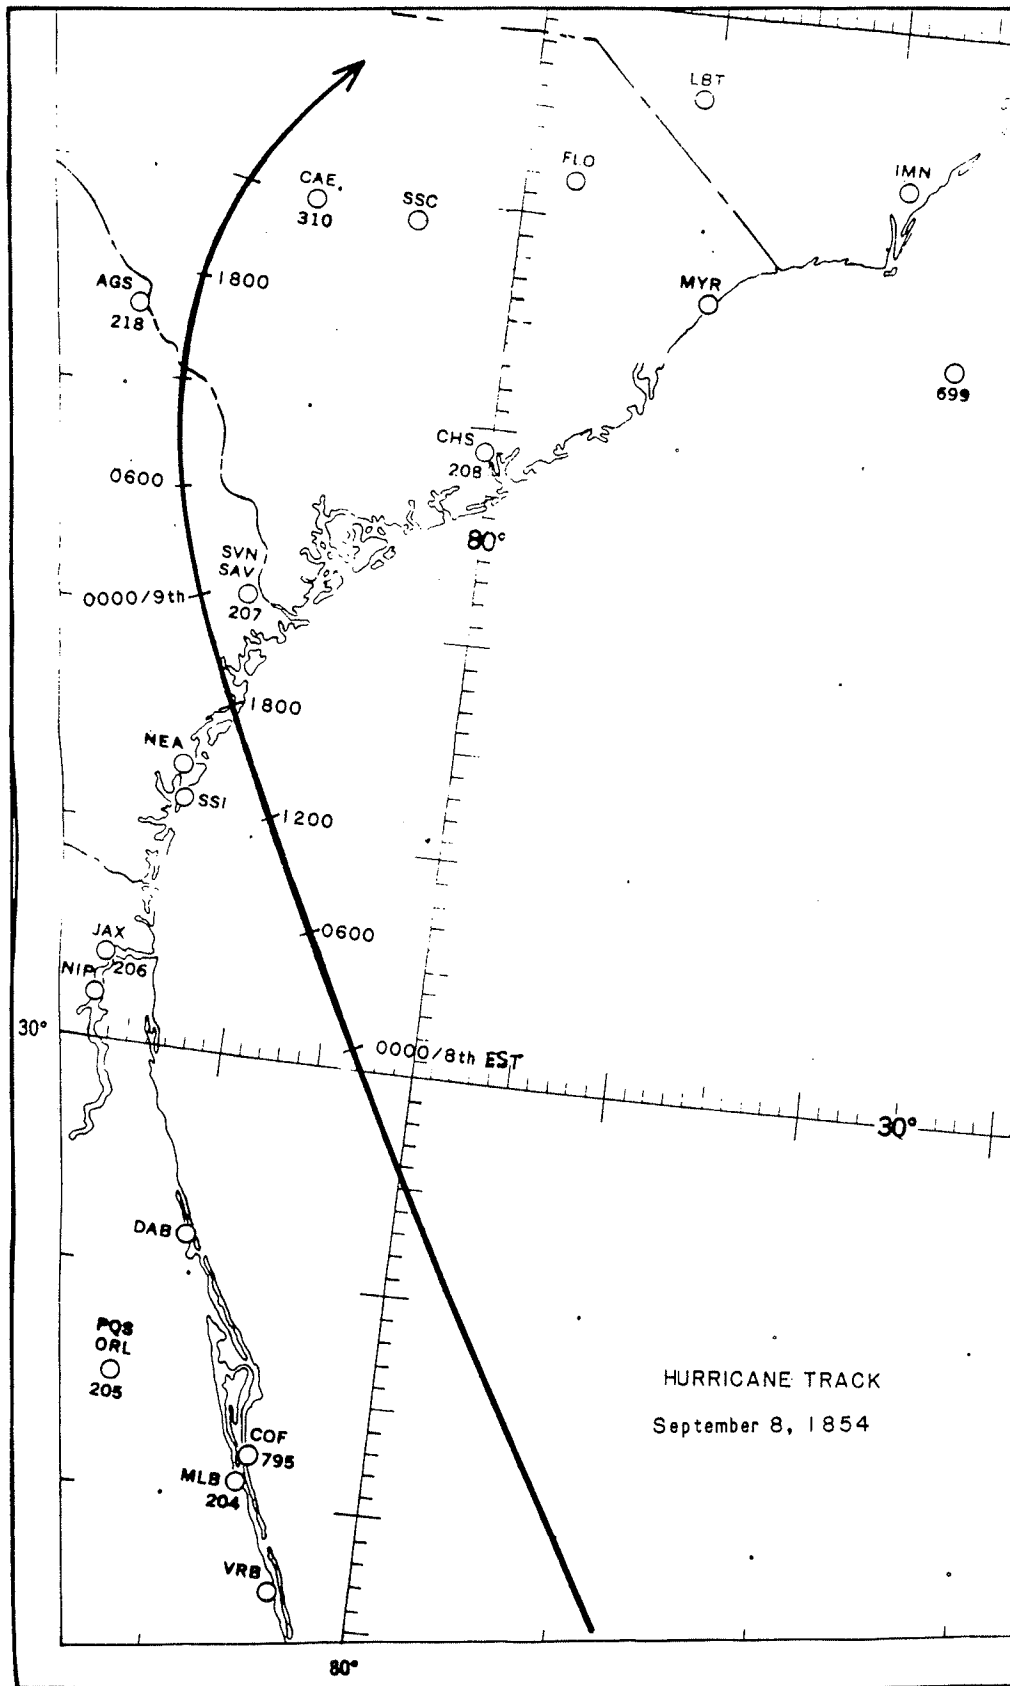 LBT
FLO
IMN
CAE.
310
SSC
1800
AGS
218
MYR
699
CHS
208
0600
80°
SVN
SAV
0000/9th
207
1800
NEA
SSI
1200
JAX
206
0600
NIP
30°
0000/8th EST
30°
DAB
PQS
ORL
205
HURRICANE TRACK
September 8, 1854
COF
795
MLB
204
VRB
80°